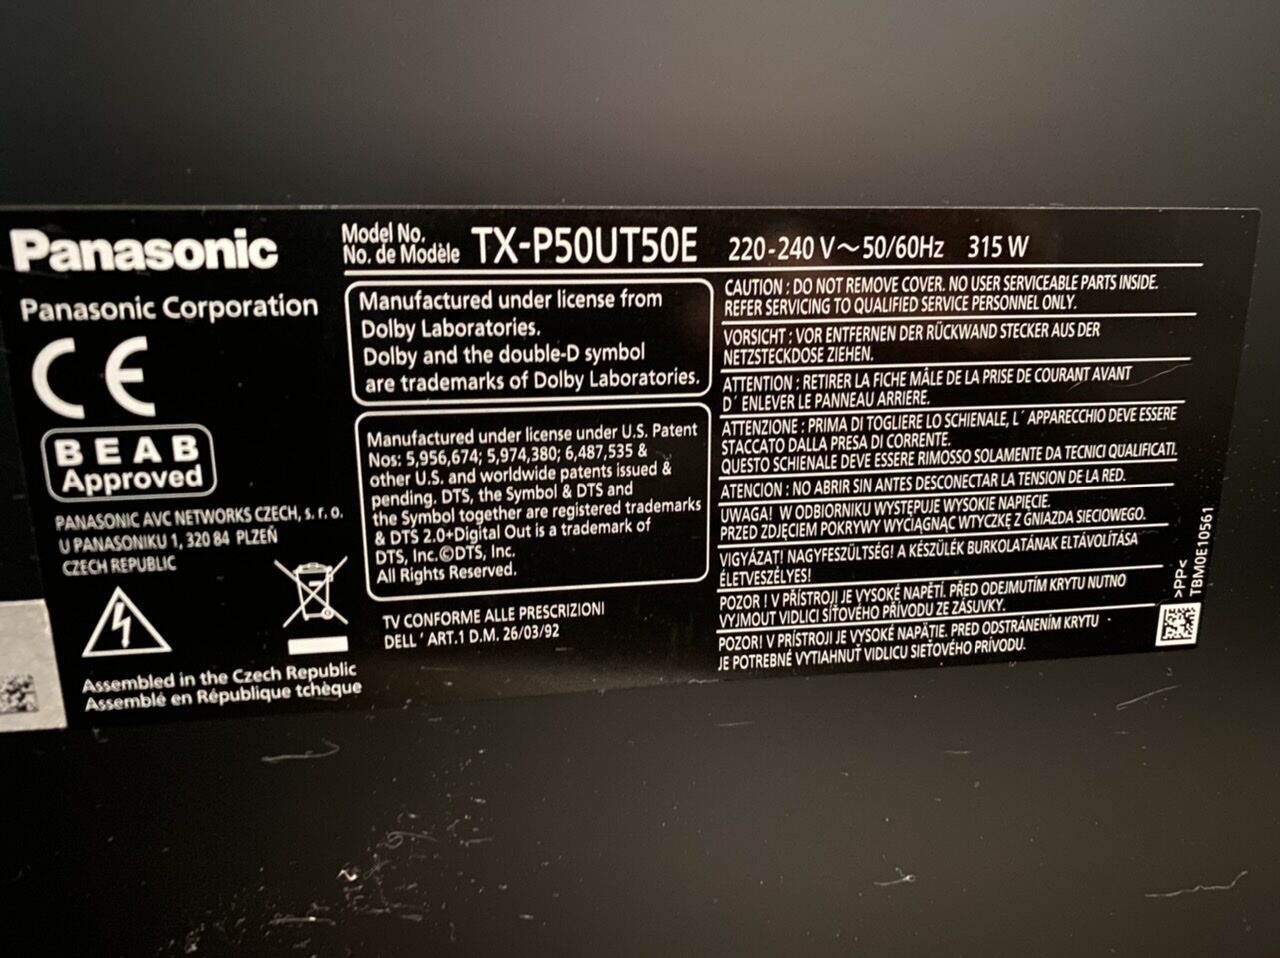 Panasonic
Model No.
No. de Modèle
TX-P50UT50E 220-240 V~50/60Hz 315 W
Panasonic Corporation
CE
BEAB
Approved
PANASONIC AVC NETWORKS CZECH, s. r. o.
U PANASONIKU 1, 320 84 PLZEŇ
CZECH REPUBLIC
Assembled in the Czech Republic
Assemblé en République tchèque
Manufactured under license from
Dolby Laboratories.
Dolby and the double-D symbol
are trademarks of Dolby Laboratories.
Manufactured under license under U.S. Patent
Nos: 5,956,674; 5,974,380; 6,487,535 &
other U.S. and worldwide patents issued &
pending. DTS, the Symbol & DTS and
the Symbol together are registered trademarks
& DTS 2.0+Digital Out is a trademark of
DTS, Inc.©DTS, Inc.
All Rights Reserved.
TV CONFORME ALLE PRESCRIZIONI
DELL ' ART.1 D.M. 26/03/92
CAUTION : DO NOT REMOVE COVER. NO USER SERVICEABLE PARTS INSIDE.
REFER SERVICING TO QUALIFIED SERVICE PERSONNEL ONLY.
VORSICHT : VOR ENTFERNEN DER RÜCKWAND STECKER AUS DER
NETZSTECKDOSE ZIEHEN.
ATTENTION : RETIRER LA FICHE MÂLE DE LA PRISE DE COURANT AVANT
D´ ENLEVER LE PANNEAU ARRIERE.
ATTENZIONE : PRIMA DI TOGLIERE LO SCHIENALE, L´ APPARECCHIO DEVE ESSERE
STACCATO DALLA PRESA DI CORRENTE.
QUESTO SCHIENALE DEVE ESSERE RIMOSSO SOLAMENTE DA TECNICI QUALIFICATI.
ATENCION : NO ABRIR SIN ANTES DESCONECTAR LA TENSION DE LA RED.
UWAGA! W ODBIORNIKU WYSTĘPUJE WYSOKIE NAPIĘCIE.
PRZED ZDJĘCIEM POKRYWY WYCIĄGNĄĆ WTYCZKĘ Z GNIAZDA SIECIOWEGO.
VIGYÁZAT! NAGYFESZÜLTSÉG! A KÉSZÜLÉK BURKOLATÁNAK ELTÁVOLÍTÁSA
ÉLETVESZÉLYES!
POZOR ! V PŘÍSTROJI JE VYSOKÉ NAPĚTÍ. PŘED ODEJMUTÍM KRYTU NUTNO
VYJMOUT VIDLICI SÍŤOVÉHO PŘÍVODU ZE ZÁSUVKY.
POZOR! V PRÍSTROJI JE VYSOKÉ NAPÄTIE. PRED ODSTRÁNENÍM KRYTU
JE POTREBNÉ VYTIAHNUŤ VIDLICU SIEŤOVÉHO PRÍVODU.
>PP<
TBM0E10561